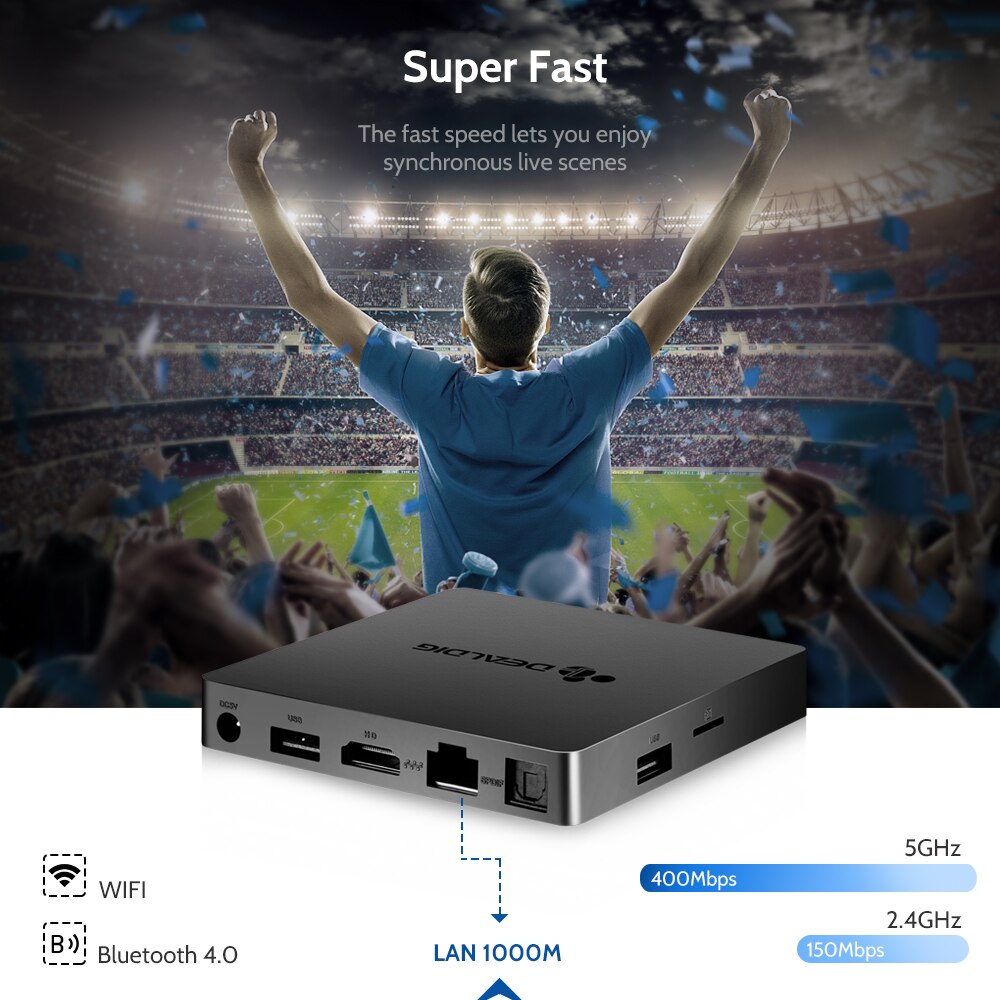 Super Fast
The fast speed lets you enjoy
synchronous live scenes
DEALDIG
DC5V
USB
HD
SPDIF
USB
WIFI
Bluetooth 4.0
LAN 1000M
5GHz
400Mbps
2.4GHz
150Mbps